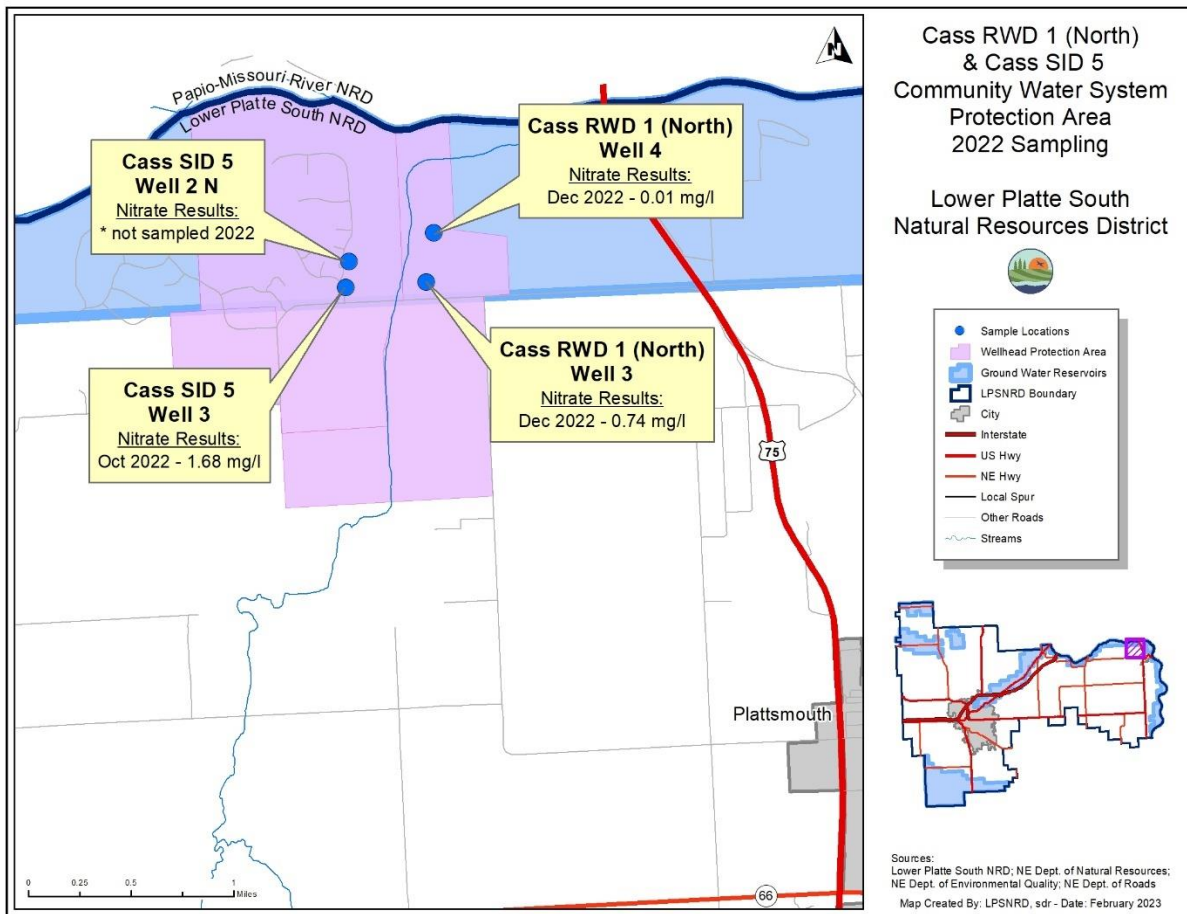 Cass RWD 1 (North)
& Cass SID 5
Community Water System
Protection Area
2022 Sampling
Lower Platte South
Natural Resources District
N
Papio-Missouri-River NRD
Lower Platte South NRD
Cass SID 5
Well 2 N
Nitrate Results:
* not sampled 2022
Cass RWD 1 (North)
Well 4
Nitrate Results:
Dec 2022 - 0.01 mg/l
Cass SID 5
Well 3
Nitrate Results:
Oct 2022 - 1.68 mg/l
Cass RWD 1 (North)
Well 3
Nitrate Results:
Dec 2022 - 0.74 mg/l
75
Plattsmouth
66
0 0.25 0.5 1
Miles
Sample Locations
Wellhead Protection Area
Ground Water Reservoirs
LPSNRD Boundary
City
Interstate
US Hwy
NE Hwy
Local Spur
Other Roads
Streams
Sources:
Lower Platte South NRD; NE Dept. of Natural Resources;
NE Dept. of Environmental Quality; NE Dept. of Roads
Map Created By: LPSNRD, sdr - Date: February 2023